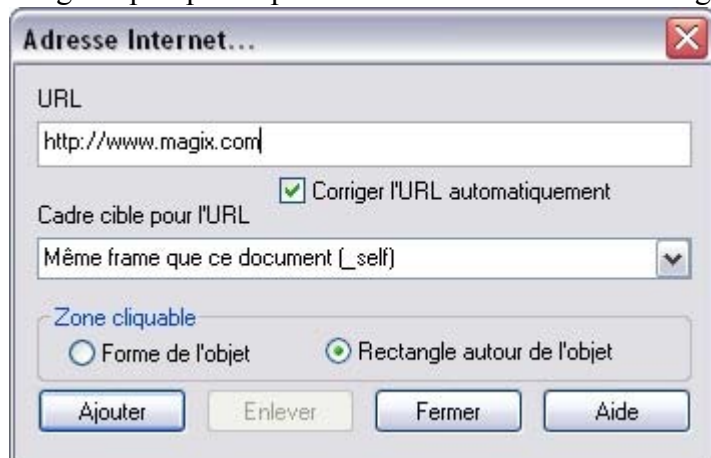 Adresse Internet...
URL
http://www.magix.com
Corriger l'URL automatiquement
Cadre cible pour l'URL
Même frame que ce document (_self)
Zone cliquable
Forme de l'objet Rectangle autour de l'objet
Ajouter Enlever Fermer Aide